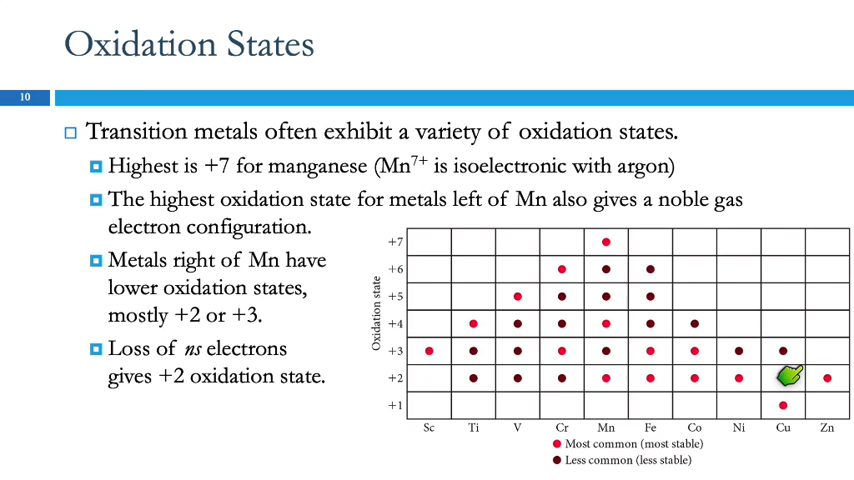 Oxidation States
10
Transition metals often exhibit a variety of oxidation states.
Highest is +7 for manganese (Mn7+ is isoelectronic with argon)
The highest oxidation state for metals left of Mn also gives a noble gas
electron configuration.
Metals right of Mn have
lower oxidation states,
mostly +2 or +3.
Loss of ns electrons
gives +2 oxidation state.
Oxidation state
+7
+6
+5
+4
+3
+2
+1
Sc Ti V Cr Mn Fe Co Ni Cu Zn
Most common (most stable)
Less common (less stable)